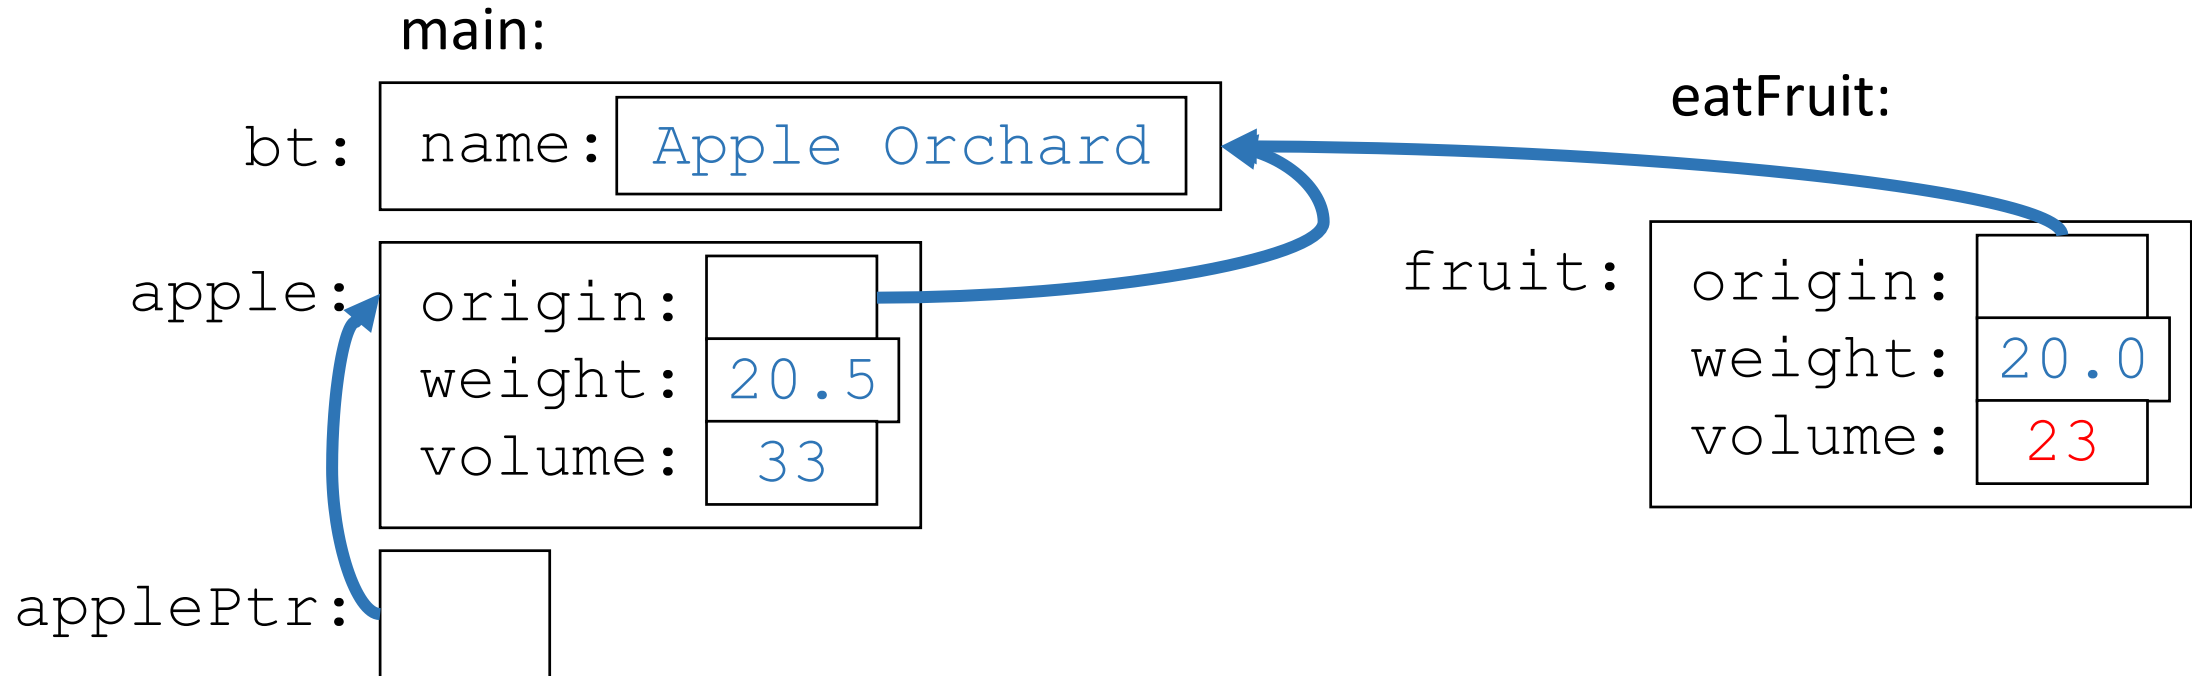 main:
bt: name: Apple Orchard
apple:
origin:
weight: 20.5
volume: 33
applePtr:
eatFruit:
fruit:
origin:
weight: 20.0
volume: 23